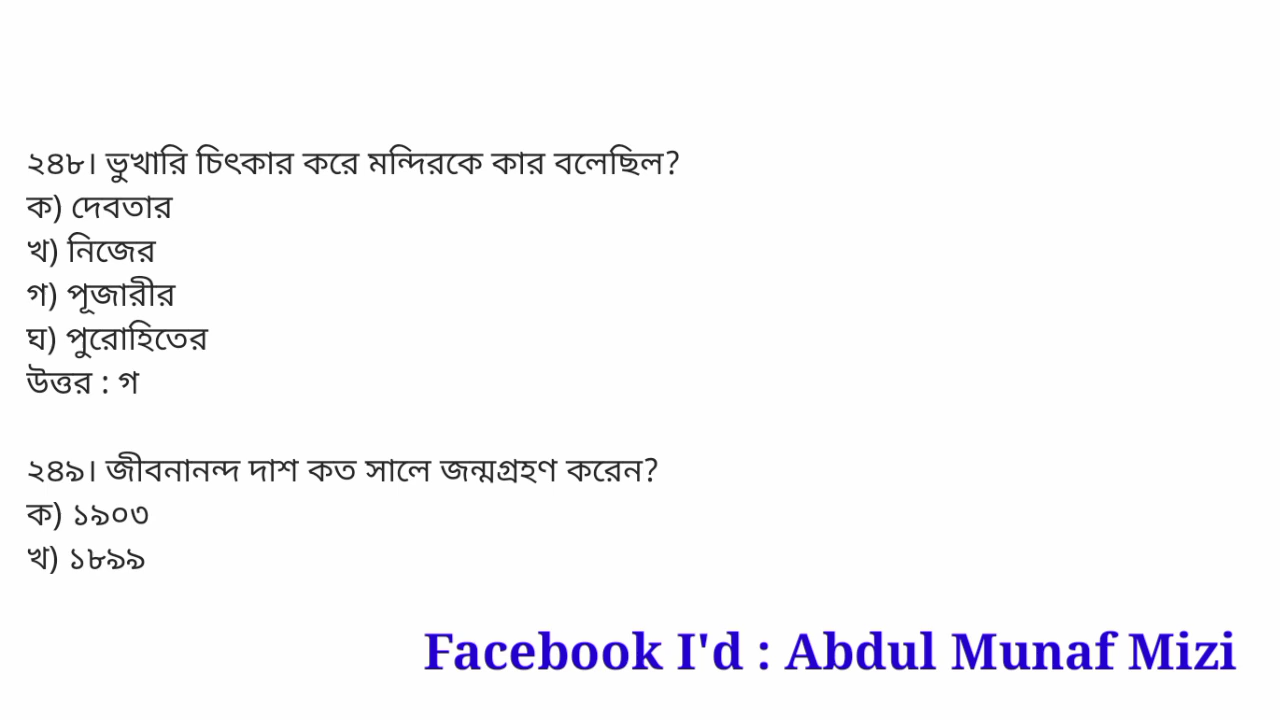 ২৪৮। ভুখারি চিৎকার করে মন্দিরকে কার বলেছিল?
ক) দেবতার
খ) নিজের
গ) পূজারীর
ঘ) পুরোহিতের
উত্তর : গ
২৪৯। জীবনানন্দ দাশ কত সালে জন্মগ্রহণ করেন?
ক) ১৯০৩
খ) ১৮৯৯
Facebook I'd : Abdul Munaf Mizi